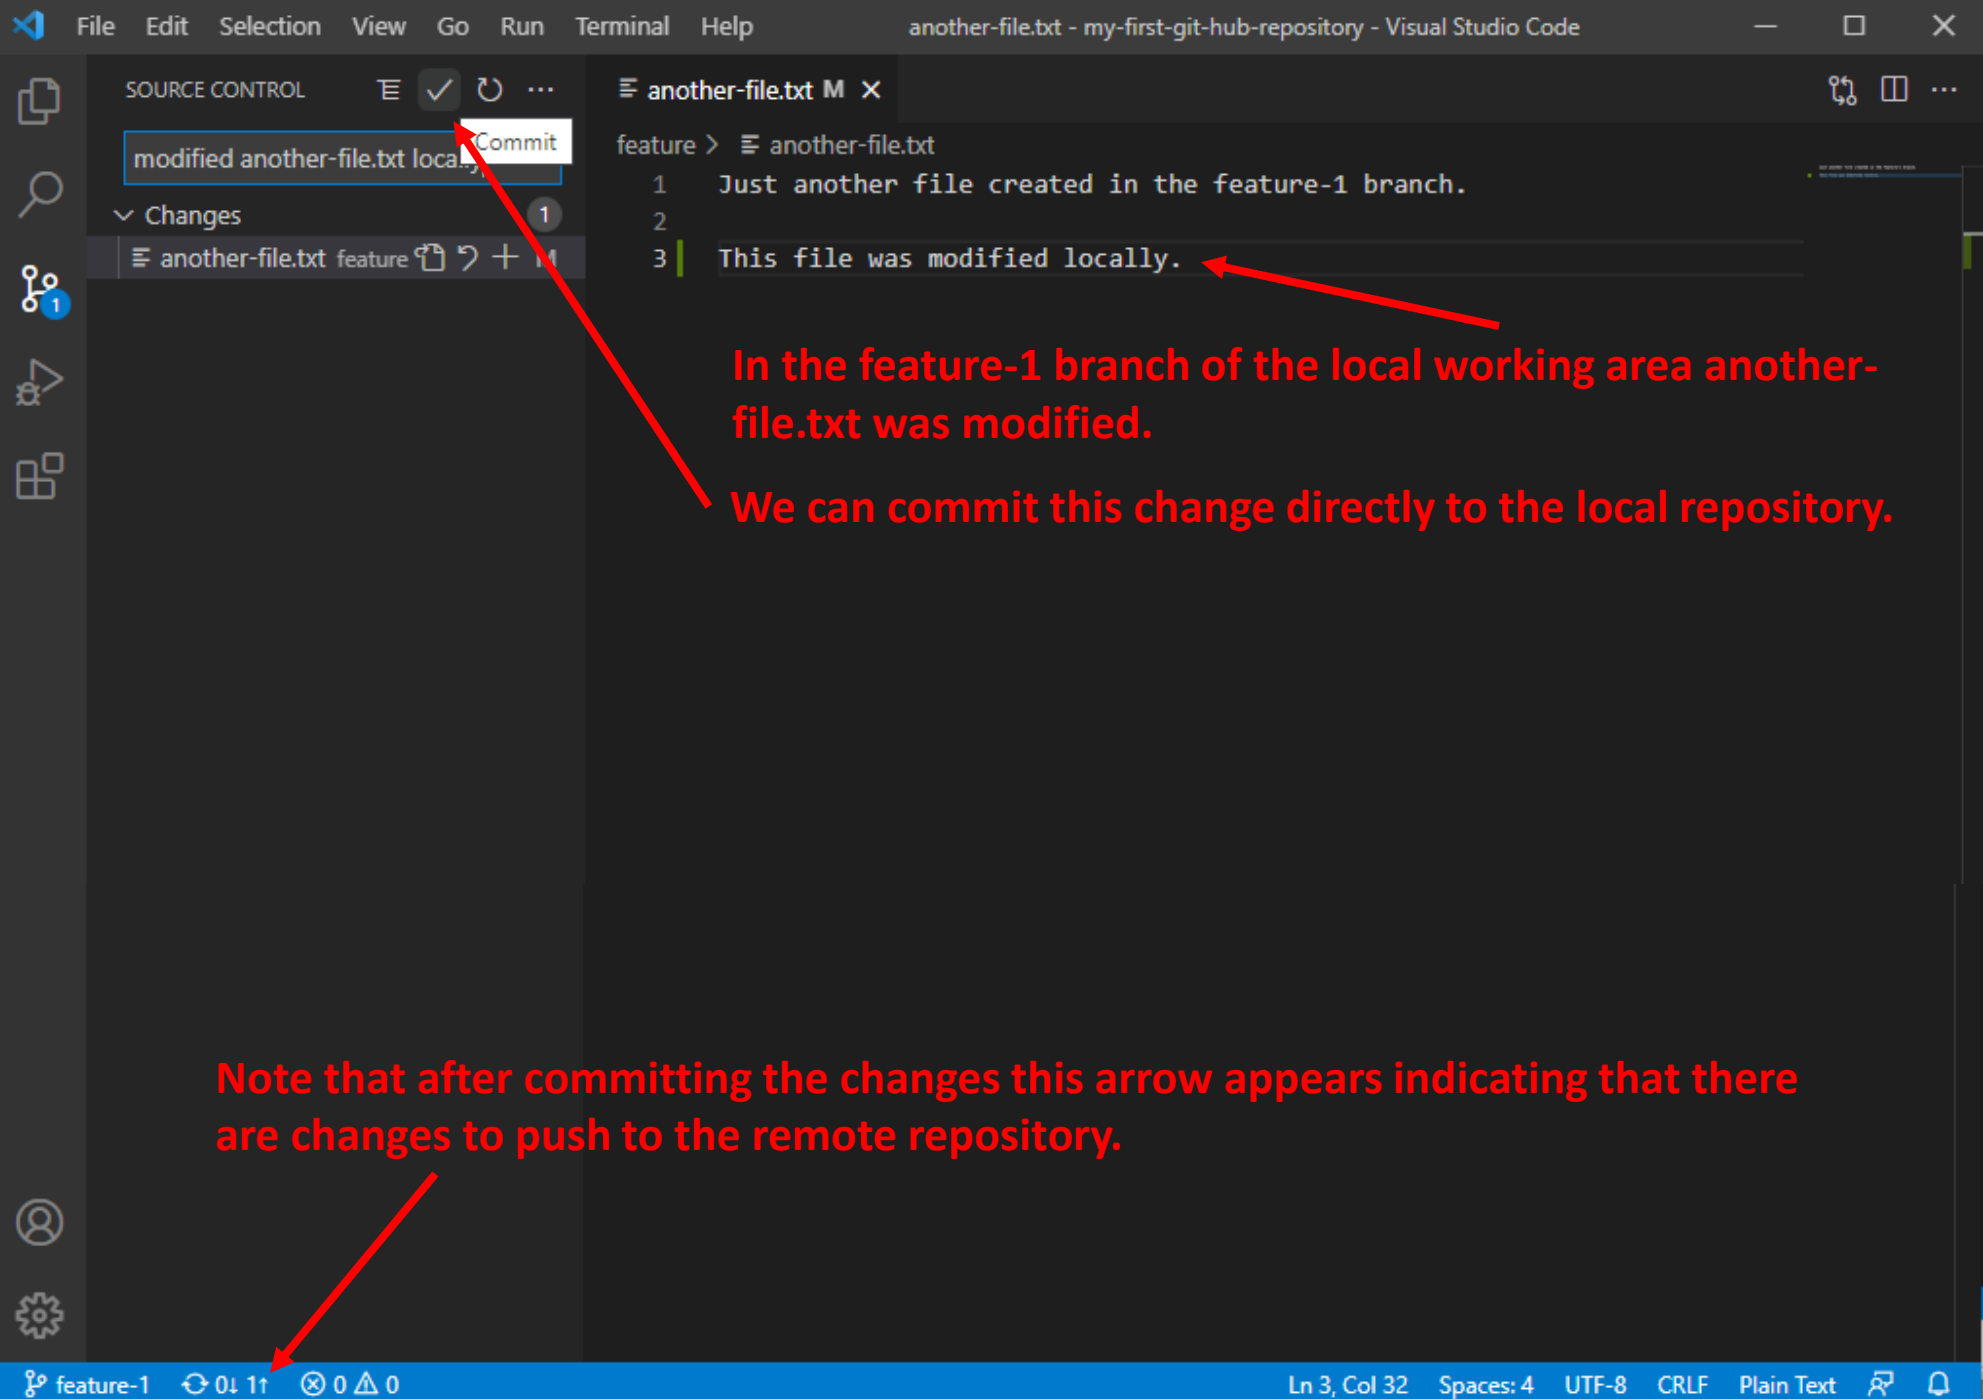 File Edit Selection View Go Run Terminal Help another-file.txt - my-first-git-hub-repository - Visual Studio Code
SOURCE CONTROL
Commit
modified another-file.txt locally
Changes 1
another-file.txt feature M
1
another-file.txt M
feature > another-file.txt
1 Just another file created in the feature-1 branch.
2
3 This file was modified locally.
In the feature-1 branch of the local working area another-
file.txt was modified.
We can commit this change directly to the local repository.
Note that after committing the changes this arrow appears indicating that there
are changes to push to the remote repository.
feature-1 0↓ 1↑ 0 0 Ln 3, Col 32 Spaces: 4 UTF-8 CRLF Plain Text